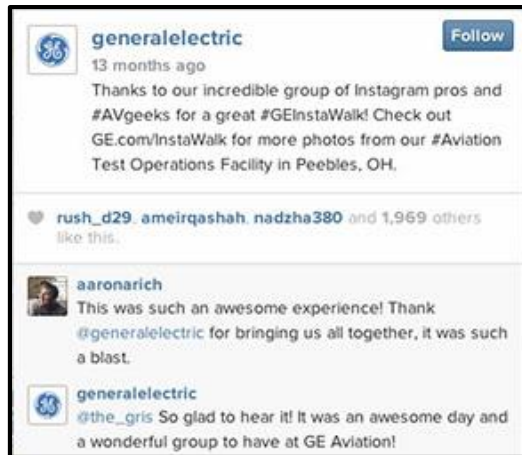 generalelectric
Follow
13 months ago
Thanks to our incredible group of Instagram pros and
#AVgeeks for a great #GEInstaWalk! Check out
GE.com/InstaWalk for more photos from our #Aviation
Test Operations Facility in Peebles, OH.
rush_d29, ameirqashah, nadzha380 and 1,969 others
like this.
aaronarich
This was such an awesome experience! Thank
@generalelectric for bringing us all together, it was such
a blast.
generalelectric
@the_gris So glad to hear it! It was an awesome day and
a wonderful group to have at GE Aviation!